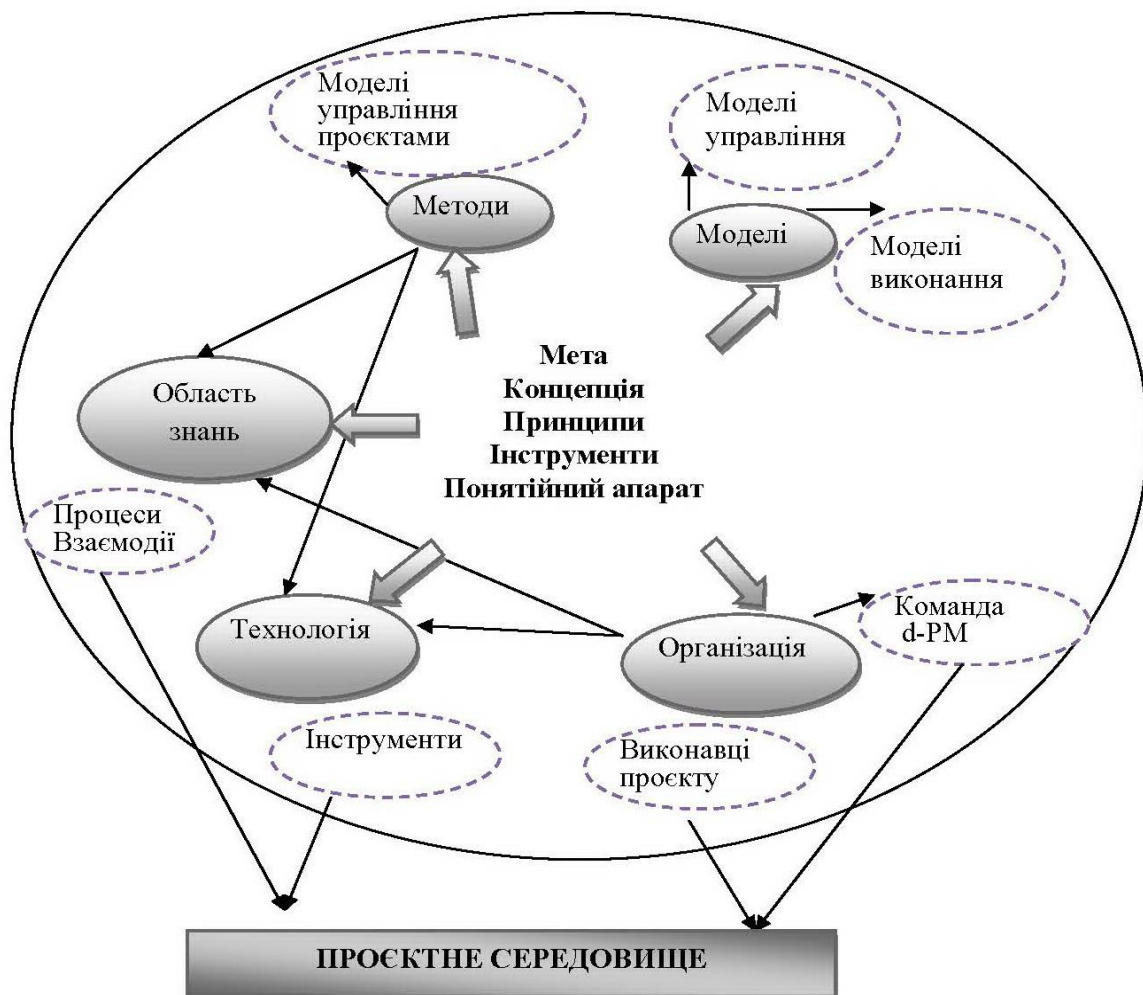 Моделі
управління
проєктами
Моделі
управління
Методи
Моделі
Моделі
виконання
Мета
Концепція
Принципи
Інструменти
Понятійний апарат
Область
знань
Процеси
Взаємодії
Технологія
Організація
Команда
d-PM
Інструменти
Виконавці
проєкту
ПРОЄКТНЕ СЕРЕДОВИЩЕ